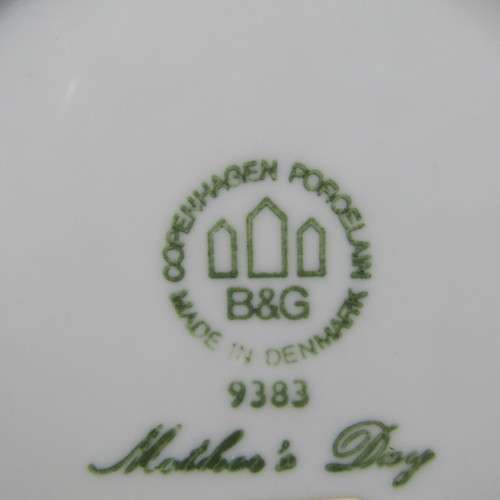 COPENHAGEN PORCELAIN
B&G
MADE IN DENMARK
9383
Mother's Day